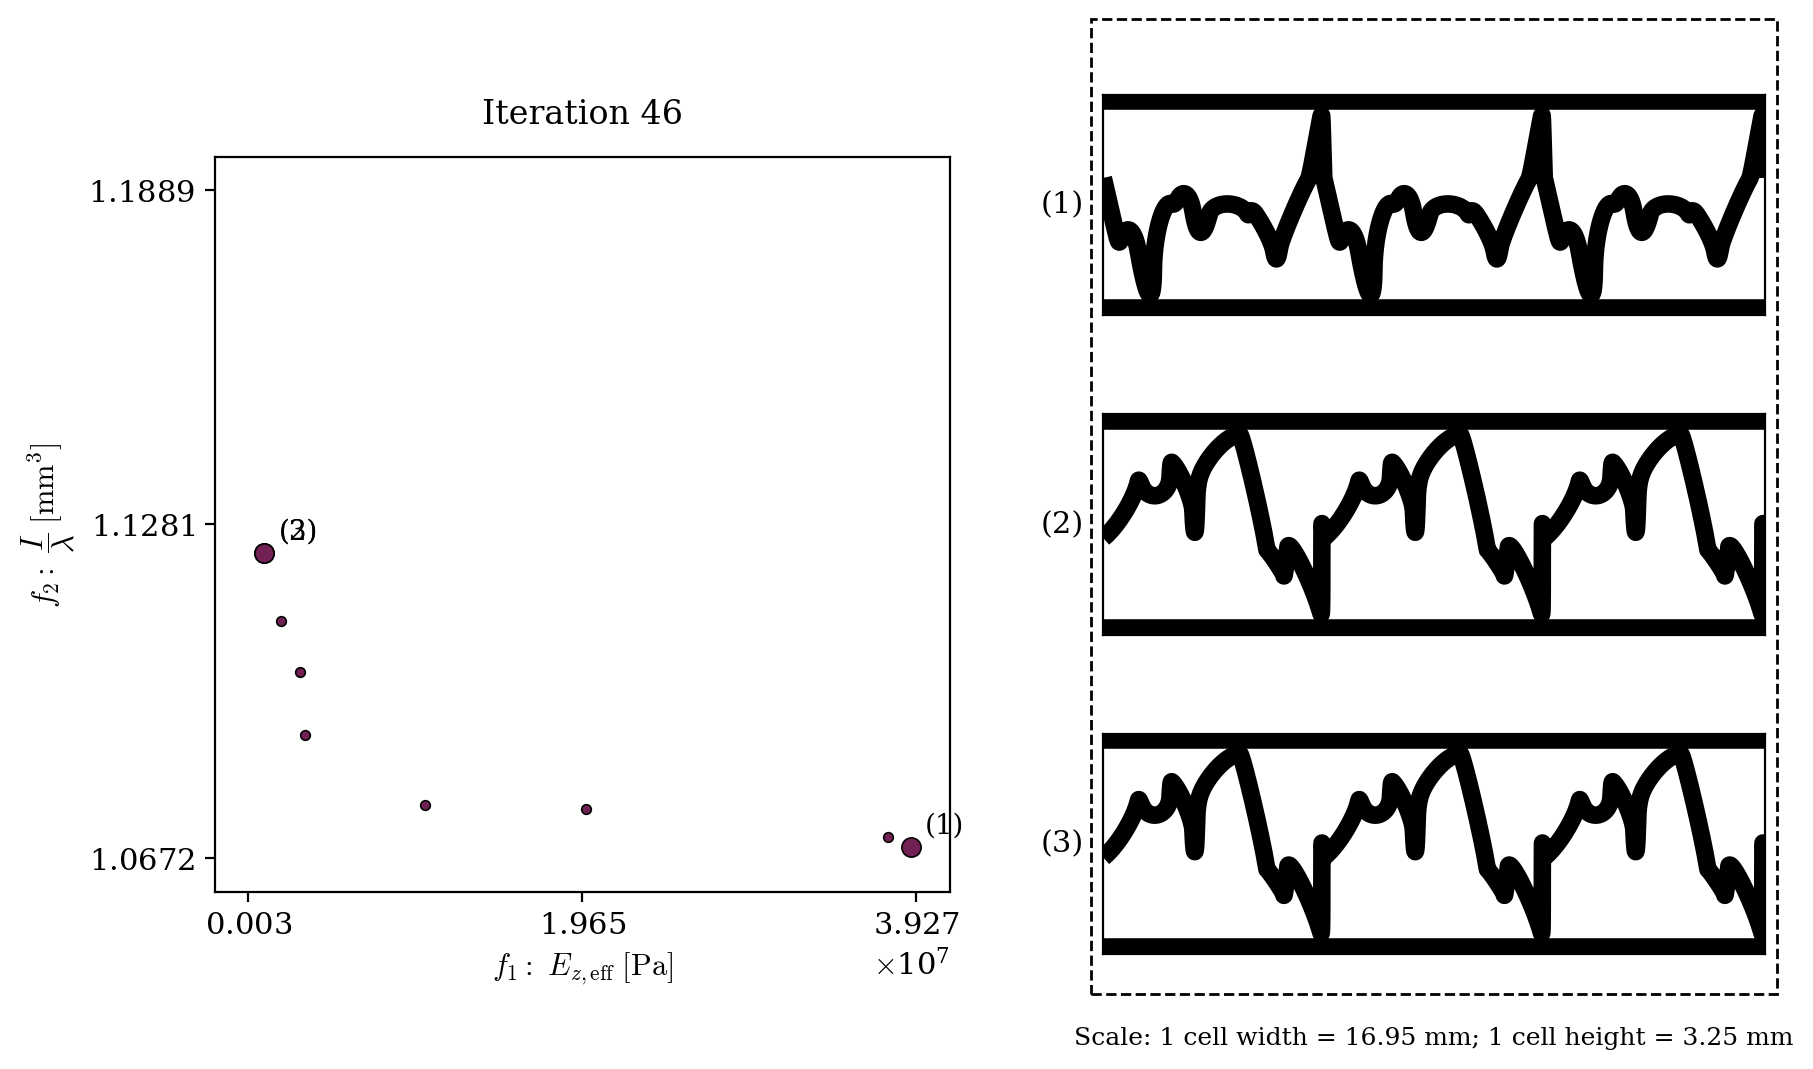 Iteration 46
1.1889
1.1281
1.0672
f₂ : I/λ [mm³]
(2)
(3)
(1)
0.003 1.965 3.927
×10⁷
f₁ : E_z,eff [Pa]
(1)
(2)
(3)
Scale: 1 cell width = 16.95 mm; 1 cell height = 3.25 mm